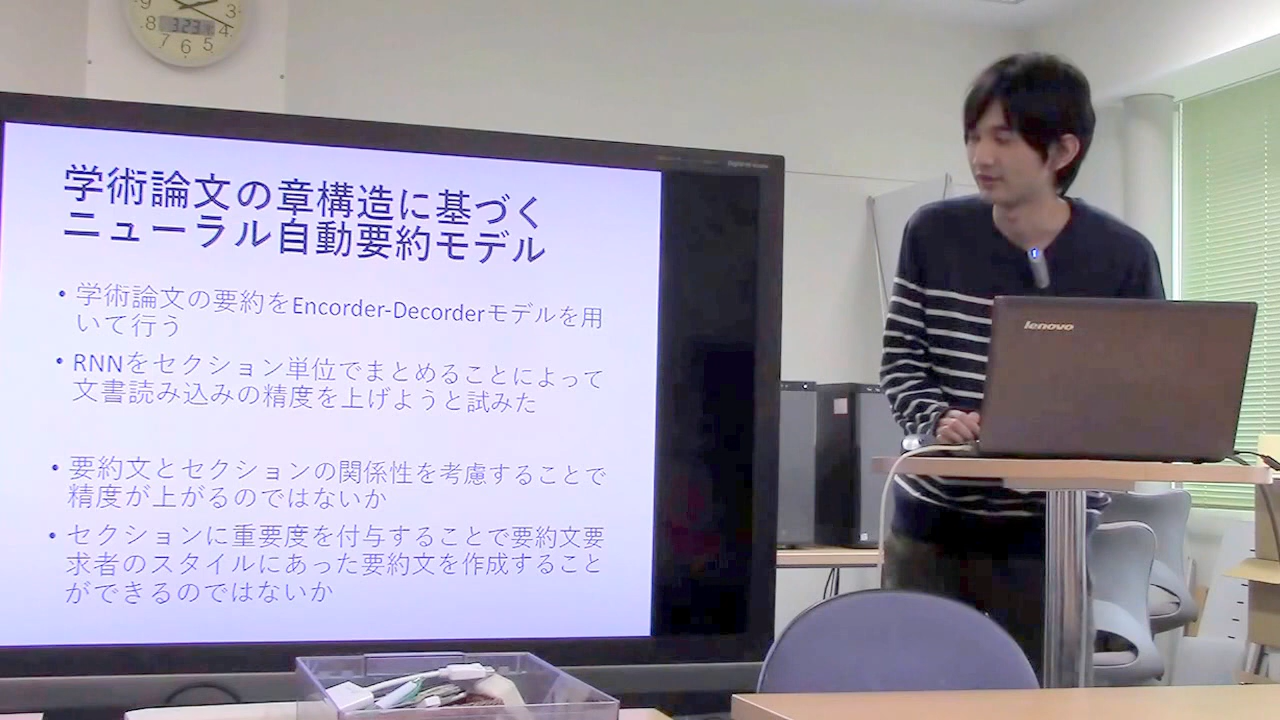 9 3
8 3:23 4
7 6 5
学術論文の章構造に基づく
ニューラル自動要約モデル
• 学術論文の要約をEncorder-Decorderモデルを用
いて行う
• RNNをセクション単位でまとめることによって
文書読み込みの精度を上げようと試みた
• 要約文とセクションの関係性を考慮することで
精度が上がるのではないか
• セクションに重要度を付与することで要約文要
求者のスタイルにあった要約文を作成すること
ができるのではないか
lenovo